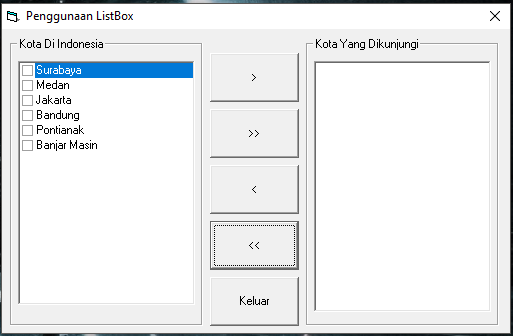 Penggunaan ListBox
Kota Di Indonesia
Surabaya
Medan
Jakarta
Bandung
Pontianak
Banjar Masin
>
>>
<
<<
Keluar
Kota Yang Dikunjungi